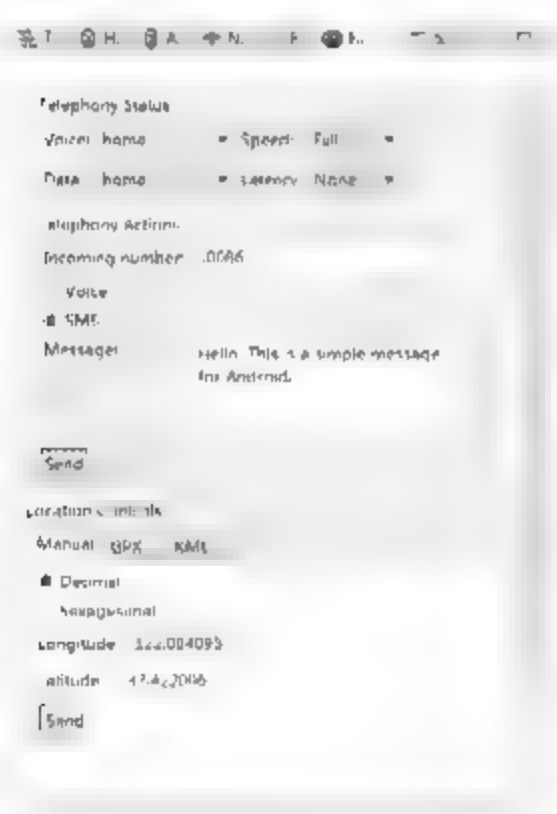 T H. A N. F E.
Telephony Status
Voice: home Speed: Full
Data home Latency None
Telephony Actions
Incoming number
Voice
SMS
Message: Hello This is a simple message
for Android.
Send
Location Controls
Manual GPX KML
Decimal
Sexagesimal
Longitude
Latitude
Send